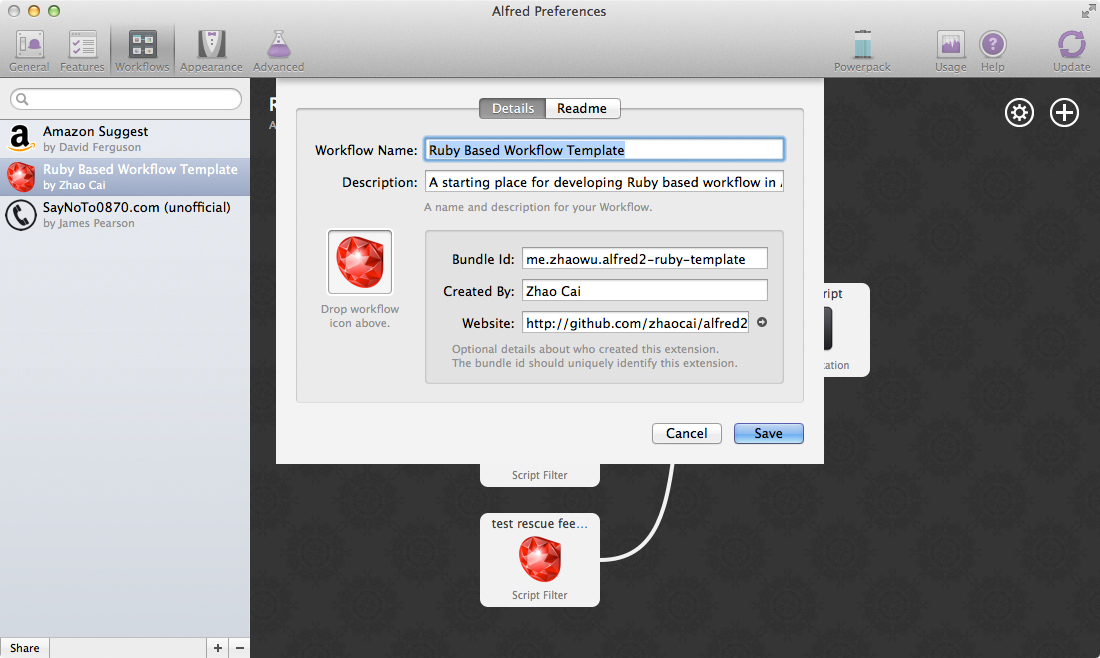 Alfred Preferences
General
Features
Workflows
Appearance
Advanced
Powerpack
Usage
Help
Update
Amazon Suggest
by David Ferguson
Ruby Based Workflow Template
by Zhao Cai
SayNoTo0870.com (unofficial)
by James Pearson
Share
R
A
Details
Readme
Workflow Name:
Ruby Based Workflow Template
Description:
A starting place for developing Ruby based workflow in
A name and description for your Workflow.
Drop workflow
icon above.
Bundle Id:
me.zhaowu.alfred2-ruby-template
Created By:
Zhao Cai
Website:
http://github.com/zhaocai/alfred2
Optional details about who created this extension.
The bundle id should uniquely identify this extension.
Cancel
Save
ript
ation
Script Filter
test rescue fee...
Script Filter